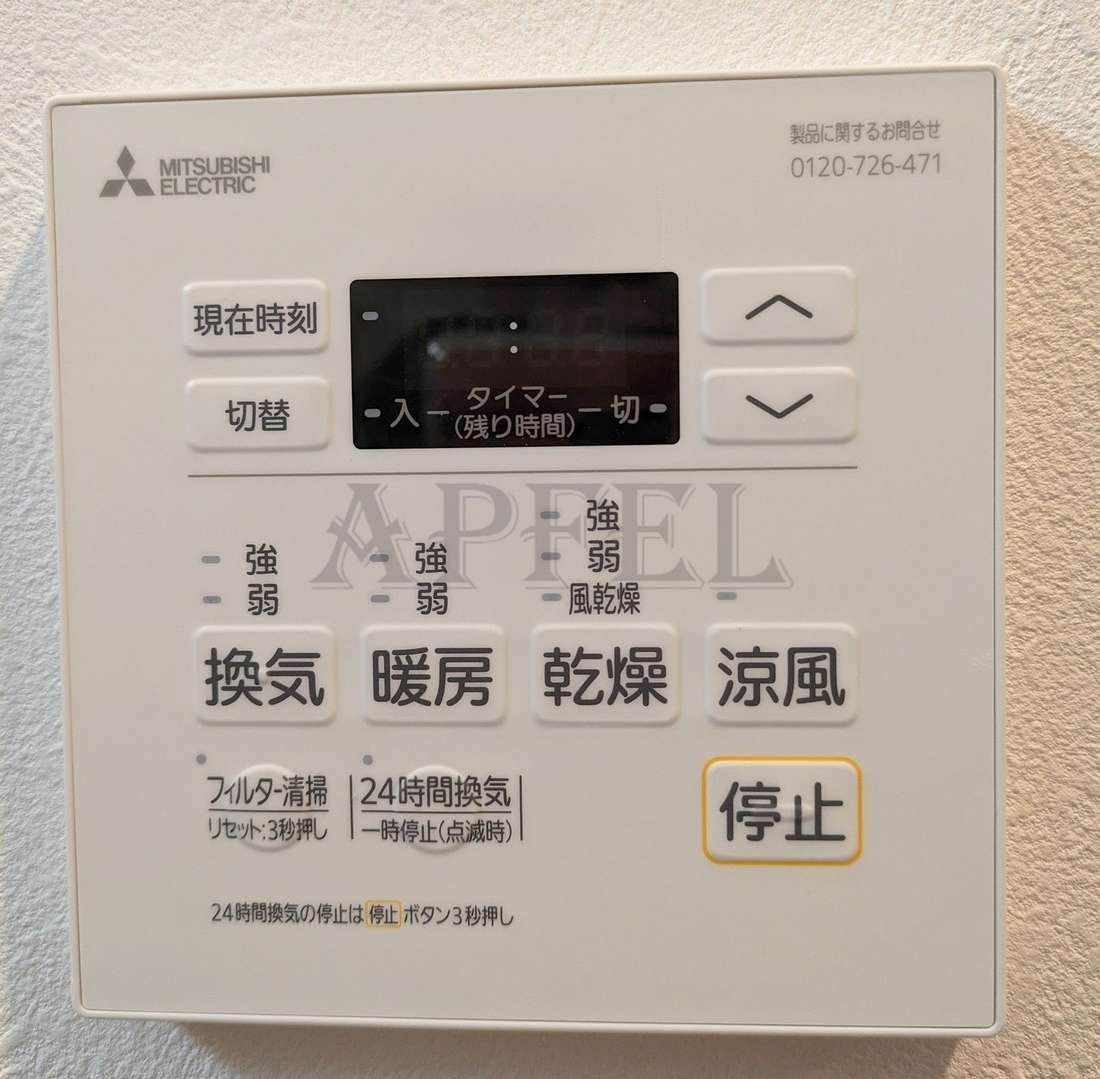 MITSUBISHI
ELECTRIC
製品に関するお問合せ
0120-726-471
現在時刻
切替
入 タイマー 切
(残り時間)
APFEL
強
弱
強
弱
強
弱
風乾燥
換気 暖房 乾燥 涼風
フィルター清掃
リセット:3秒押し
24時間換気
一時停止(点滅時)
停止
24時間換気の停止は 停止 ボタン3秒押し